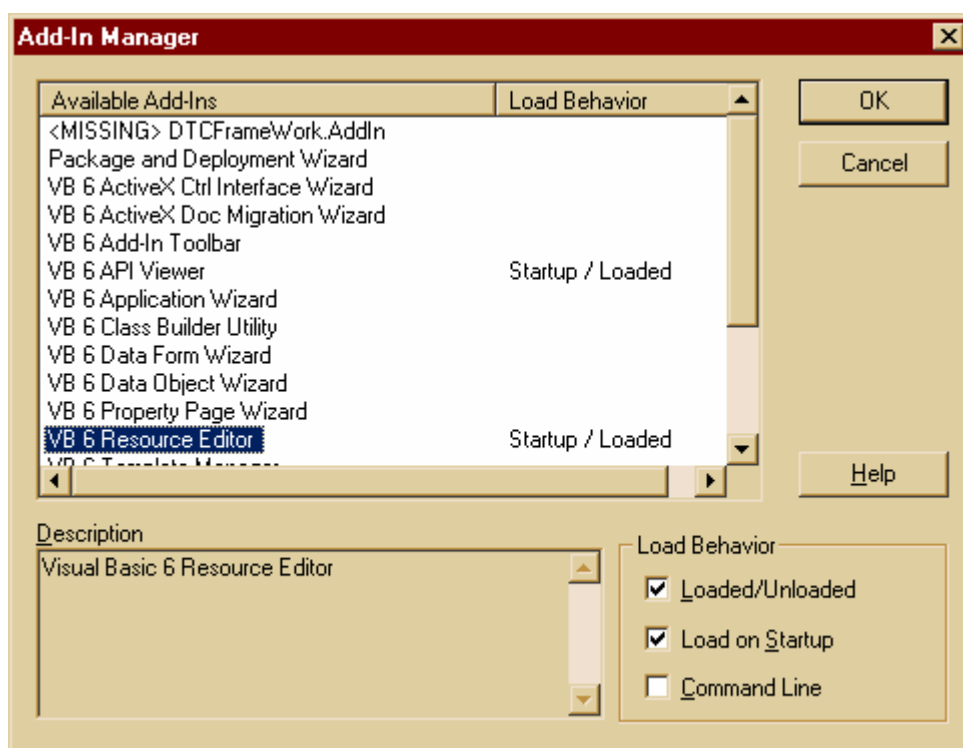 Add-In Manager
Available Add-Ins Load Behavior
<MISSING> DTCFrameWork.AddIn
Package and Deployment Wizard
VB 6 ActiveX Ctrl Interface Wizard
VB 6 ActiveX Doc Migration Wizard
VB 6 Add-In Toolbar
VB 6 API Viewer Startup / Loaded
VB 6 Application Wizard
VB 6 Class Builder Utility
VB 6 Data Form Wizard
VB 6 Data Object Wizard
VB 6 Property Page Wizard
VB 6 Resource Editor Startup / Loaded
VB 6 Template Manager
OK
Cancel
Help
Description
Visual Basic 6 Resource Editor
Load Behavior
Loaded/Unloaded
Load on Startup
Command Line